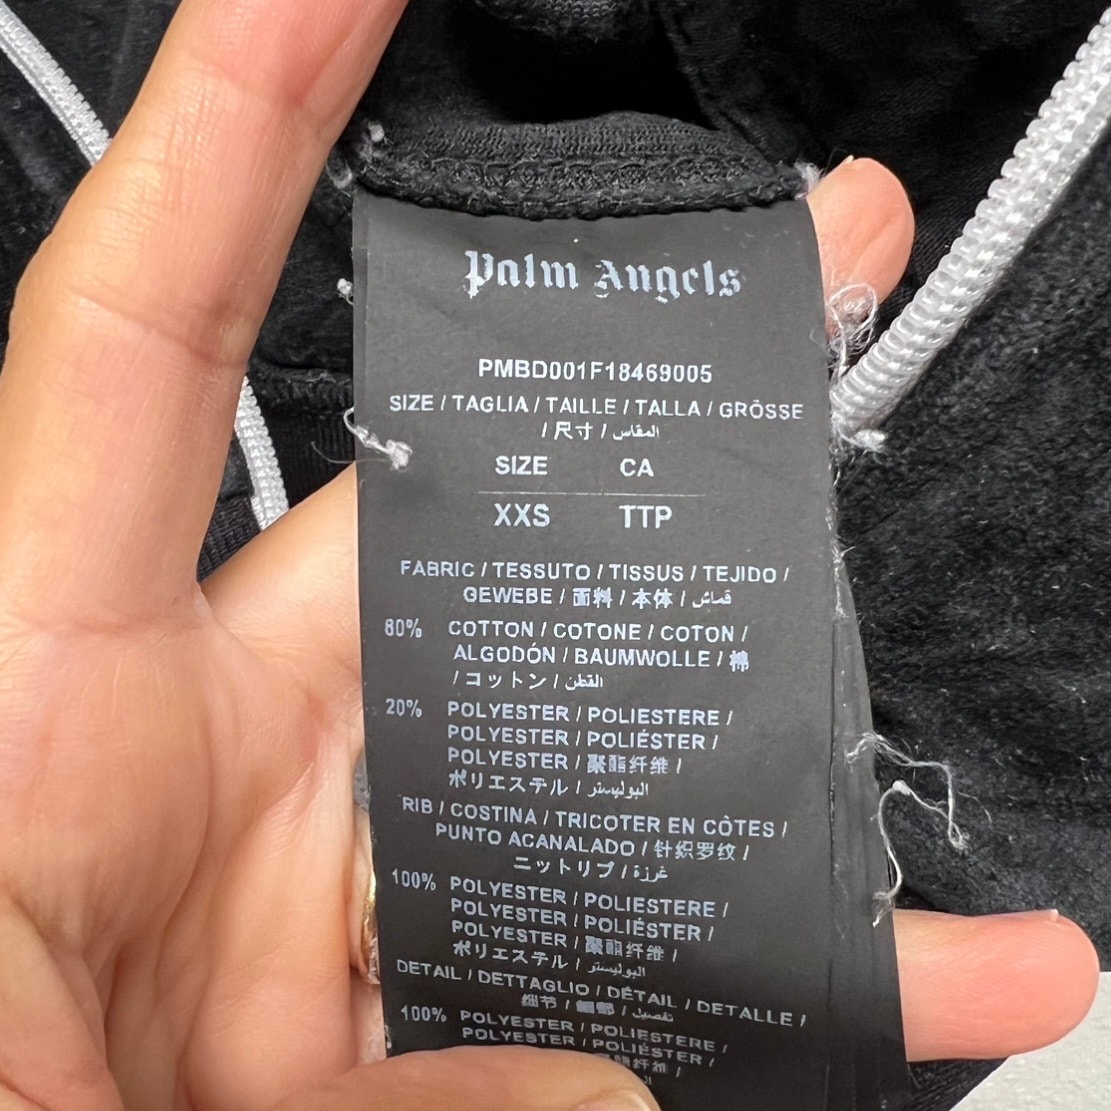 Palm Angels
PMBD001F18469005
SIZE / TAGLIA / TAILLE / TALLA / GRÖSSE
/ 尺寸 / المقاس
SIZE CA
XXS TTP
FABRIC / TESSUTO / TISSUS / TEJIDO /
GEWEBE / 面料 / 本体 / قماش
80% COTTON / COTONE / COTON /
ALGODÓN / BAUMWOLLE / 棉
/ コットン / القطن
20% POLYESTER / POLIESTERE /
POLYESTER / POLIÉSTER /
POLYESTER / 聚酯纤维 /
ポリエステル / البوليستر
RIB / COSTINA / TRICOTER EN CÒTES /
PUNTO ACANALADO / 针织罗纹 /
ニットリブ / غرزة
100% POLYESTER / POLIESTERE /
POLYESTER / POLIÉSTER /
POLYESTER / 聚酯纤维 /
ポリエステル / البوليستر
DETAIL / DETTAGLIO / DÉTAIL / DETALLE /
细节 / 細部 / تفصيل
100% POLYESTER / POLIESTERE /
POLYESTER / POLIÉSTER /
纤维 /